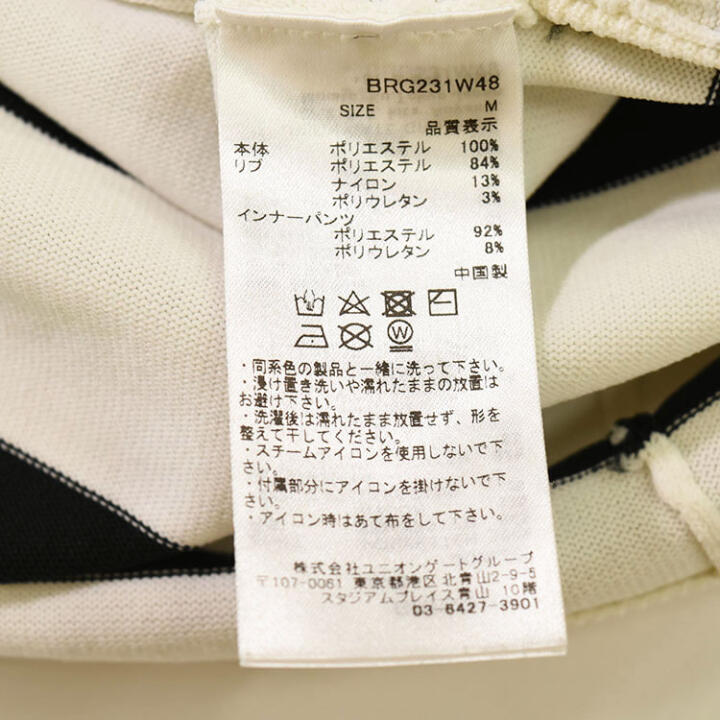 BRG231W48
SIZE M
品質表示
本体 ポリエステル 100%
リブ ポリエステル 84%
ナイロン 13%
ポリウレタン 3%
インナーパンツ
ポリエステル 92%
ポリウレタン 8%
中国製
W
・同系色の製品と一緒に洗って下さい。
・浸け置き洗いや濡れたままの放置は
お避け下さい。
・洗濯後は濡れたまま放置せず、形を
整えて干してください。
・スチームアイロンを使用しないで下
さい。
・付属部分にアイロンを掛けないで下
さい。
・アイロン時はあて布をして下さい。
株式会社ユニオンゲートグループ
〒107-0061 東京都港区北青山2-9-5
スタジアムプレイス青山 10階
03-6427-3901